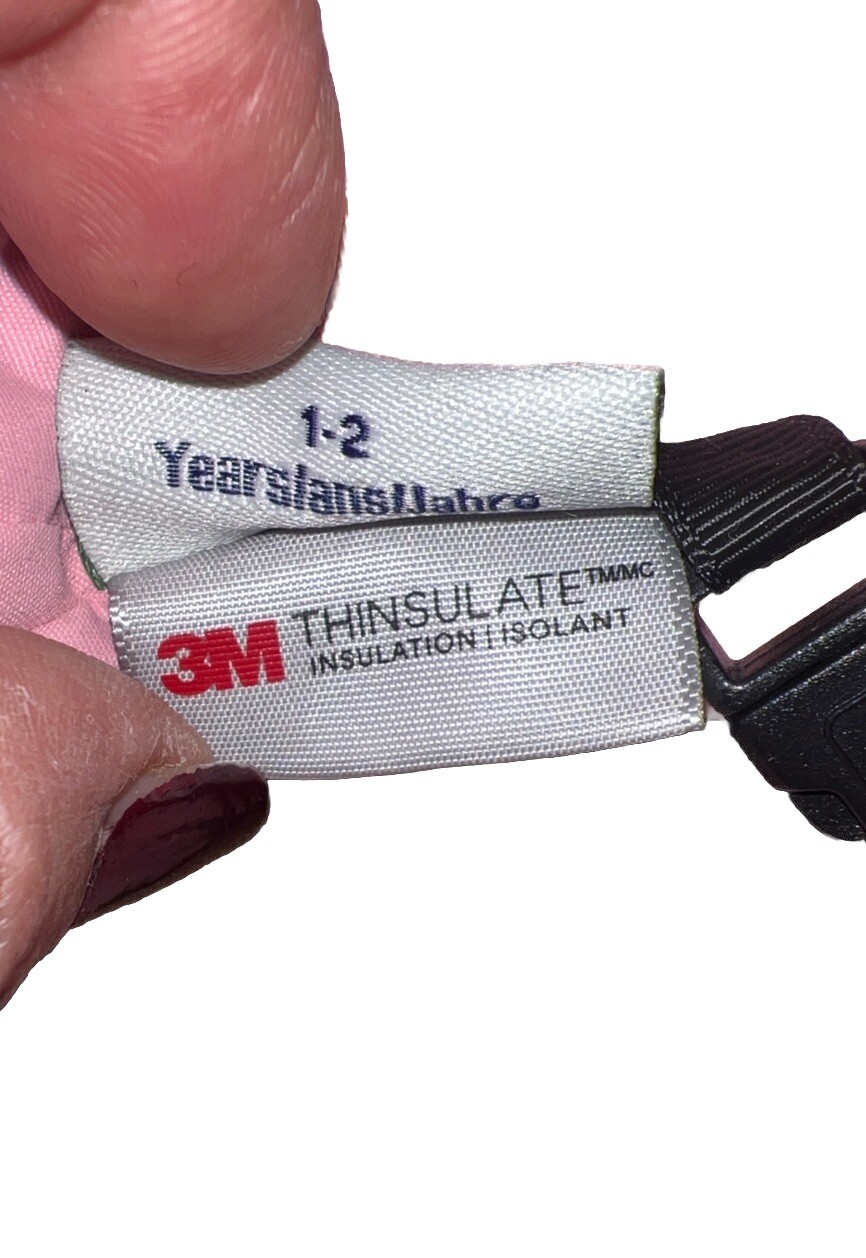 1-2
Years/ans/Jahre
3M THINSULATE™/MC
INSULATION | ISOLANT